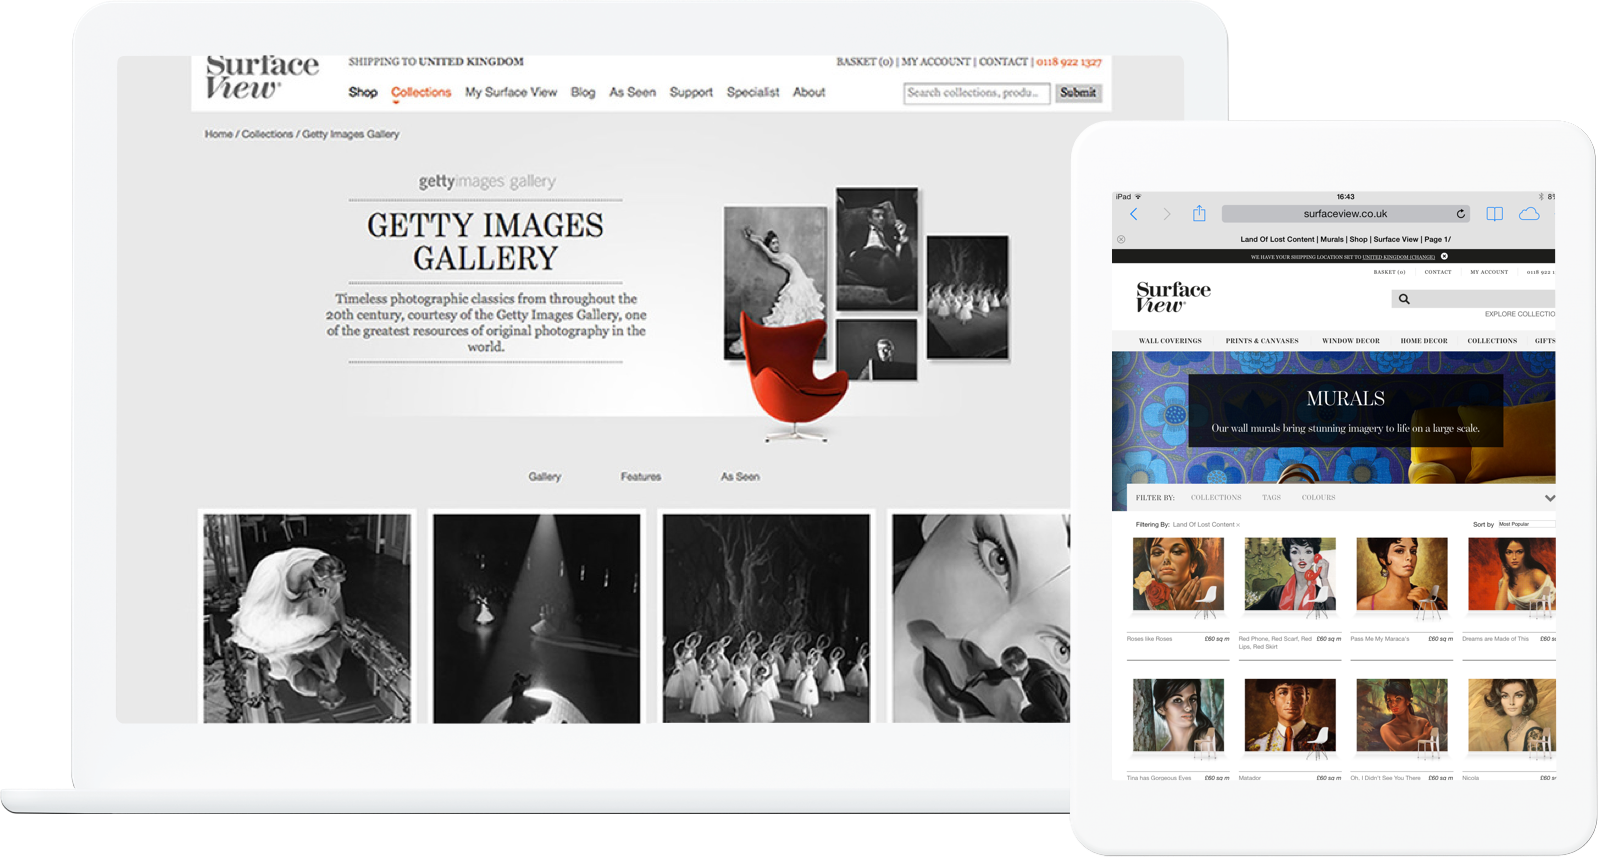 Surface
View
SHIPPING TO UNITED KINGDOM
BASKET (0) | MY ACCOUNT | CONTACT | 0118 922 1327
Shop Collections My Surface View Blog As Seen Support Specialist About
Search collections, produ...
Submit
Home / Collections / Getty Images Gallery
gettyimages gallery
GETTY IMAGES
GALLERY
Timeless photographic classics from throughout the
20th century, courtesy of the Getty Images Gallery, one
of the greatest resources of original photography in the
world.
Gallery Features As Seen
iPad 16:43
surfaceview.co.uk
Land Of Lost Content | Murals | Shop | Surface View | Page 1/
WE HAVE YOUR SHIPPING LOCATION SET TO UNITED KINGDOM (CHANGE)
BASKET (0) CONTACT MY ACCOUNT 0118 922 1
Surface
View
EXPLORE COLLECTIO
WALL COVERINGS PRINTS & CANVASES WINDOW DECOR HOME DECOR COLLECTIONS GIFTS
MURALS
Our wall murals bring stunning imagery to life on a large scale.
FILTER BY: COLLECTIONS TAGS COLOURS
Filtering By: Land Of Lost Content ×
Sort by Most Popular
Roses like Roses £60 sq m
Red Phone, Red Scarf, Red £60 sq m
Lips, Red Skirt
Pass Me My Maraca's £60 sq m
Dreams are Made of This £60 s
Tina has Gorgeous Eyes £60 sq m
Matador £60 sq m
Oh, I Didn't See You There £60 sq m
Nicola £60 s